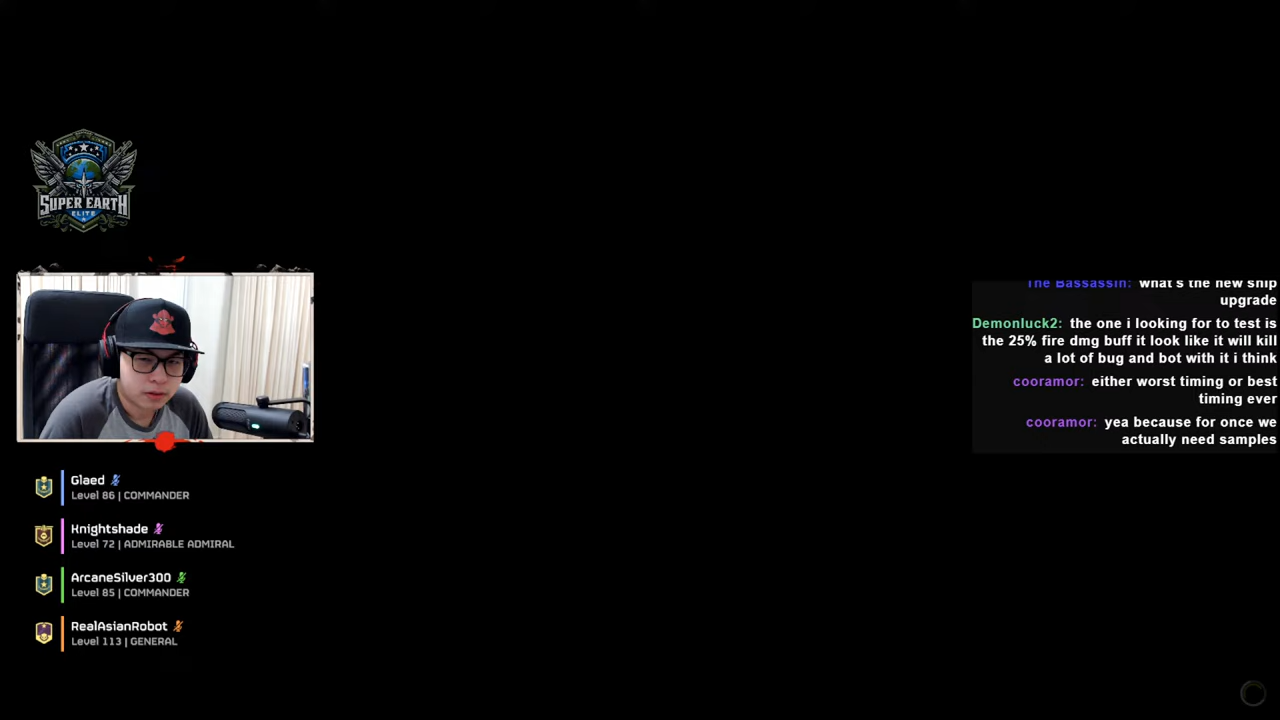 SUPER EARTH
ELITE
The Bassassin: what's the new ship
upgrade
Demonluck2: the one i looking for to test is
the 25% fire dmg buff it look like it will kill
a lot of bug and bot with it i think
cooramor: either worst timing or best
timing ever
cooramor: yea because for once we
actually need samples
Glaed
Level 86 | COMMANDER
Knightshade
Level 72 | ADMIRABLE ADMIRAL
ArcaneSilver300
Level 85 | COMMANDER
RealAsianRobot
Level 113 | GENERAL